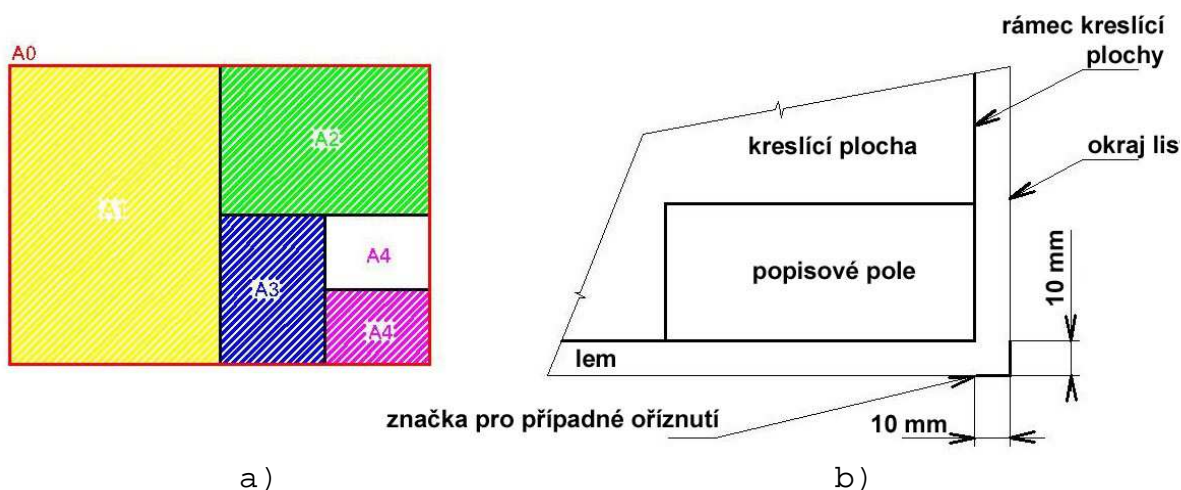 A0
A1
A2
A3
A4
A4
a)
rámec kreslící
plochy
kreslící plocha
okraj lis
popisové pole
10 mm
lem
značka pro případné oříznutí
10 mm
b)